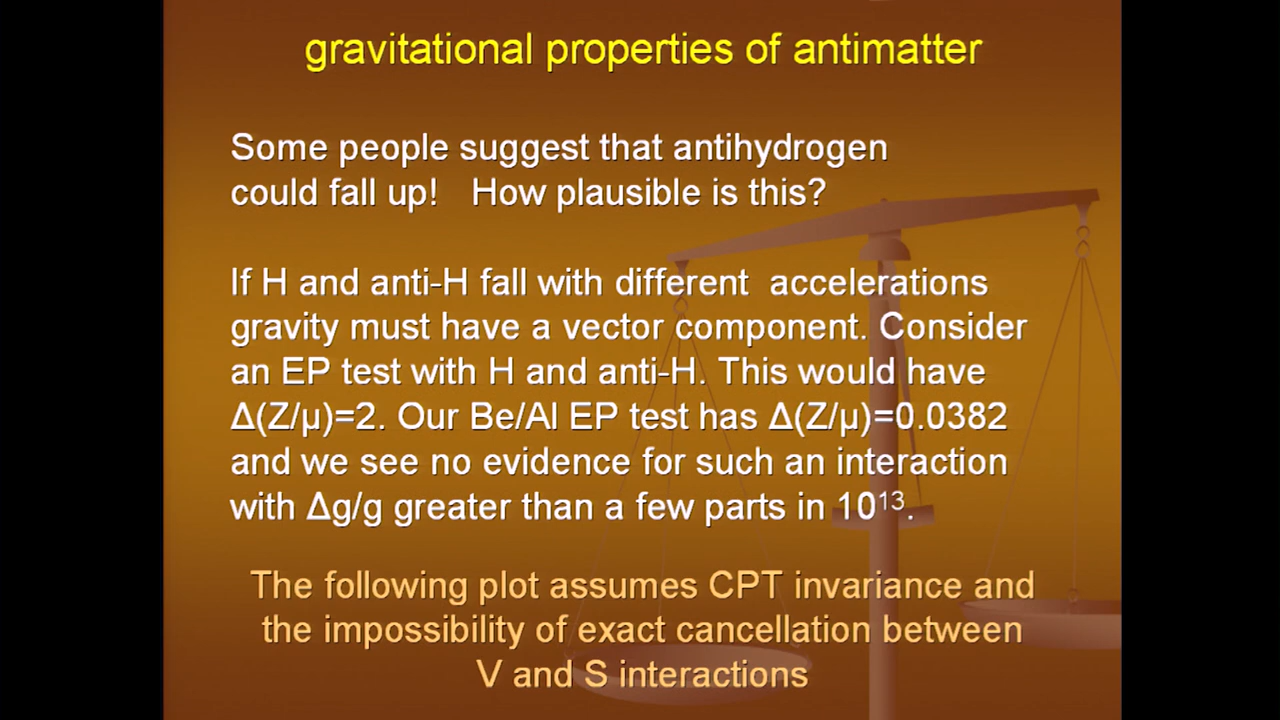 gravitational properties of antimatter
Some people suggest that antihydrogen
could fall up! How plausible is this?
If H and anti-H fall with different accelerations
gravity must have a vector component. Consider
an EP test with H and anti-H. This would have
Δ(Z/μ)=2. Our Be/Al EP test has Δ(Z/μ)=0.0382
and we see no evidence for such an interaction
with Δg/g greater than a few parts in 10¹³.
The following plot assumes CPT invariance and
the impossibility of exact cancellation between
V and S interactions